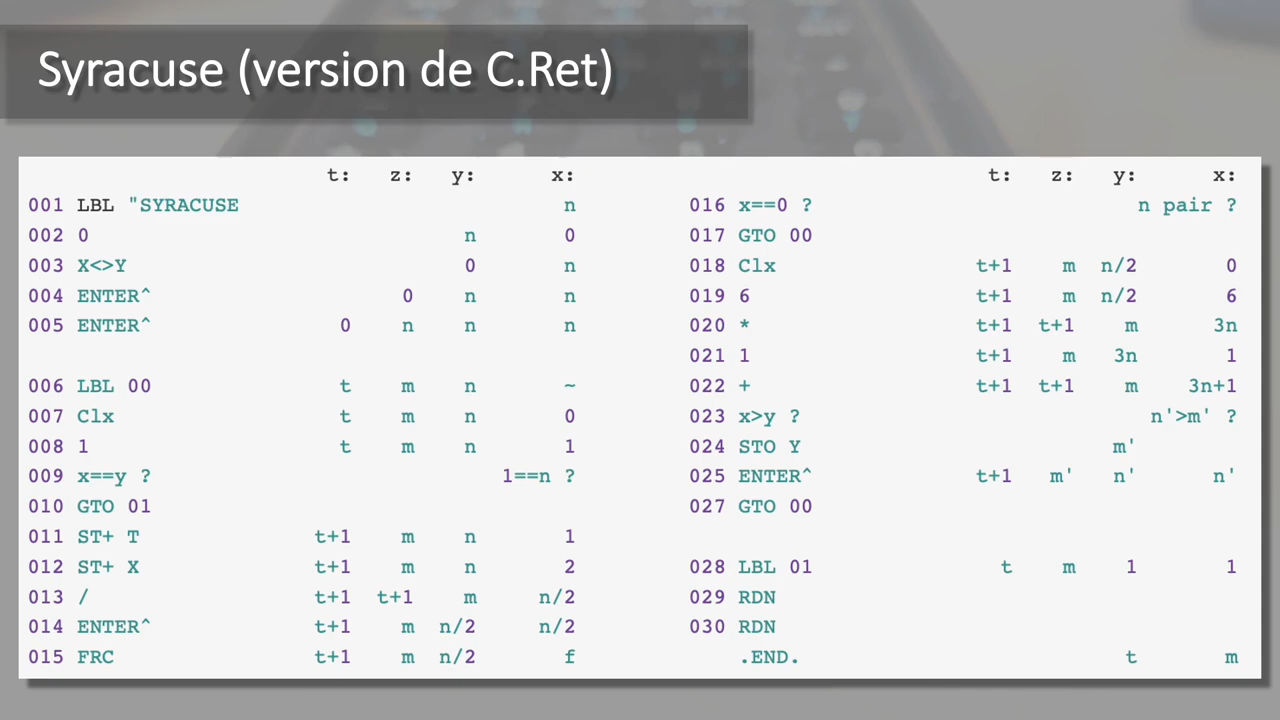 Syracuse (version de C.Ret)
t: z: y: x:
001 LBL "SYRACUSE n
002 0 n 0
003 X<>Y 0 n
004 ENTER^ 0 n n
005 ENTER^ 0 n n n
006 LBL 00 t m n ~
007 Clx t m n 0
008 1 t m n 1
009 x==y ? 1==n ?
010 GTO 01
011 ST+ T t+1 m n 1
012 ST+ X t+1 m n 2
013 / t+1 t+1 m n/2
014 ENTER^ t+1 m n/2 n/2
015 FRC t+1 m n/2 f
t: z: y: x:
016 x==0 ? n pair ?
017 GTO 00
018 Clx t+1 m n/2 0
019 6 t+1 m n/2 6
020 * t+1 t+1 m 3n
021 1 t+1 m 3n 1
022 + t+1 t+1 m 3n+1
023 x>y ? n'>m' ?
024 STO Y m'
025 ENTER^ t+1 m' n' n'
027 GTO 00
028 LBL 01 t m 1 1
029 RDN
030 RDN
.END. t m